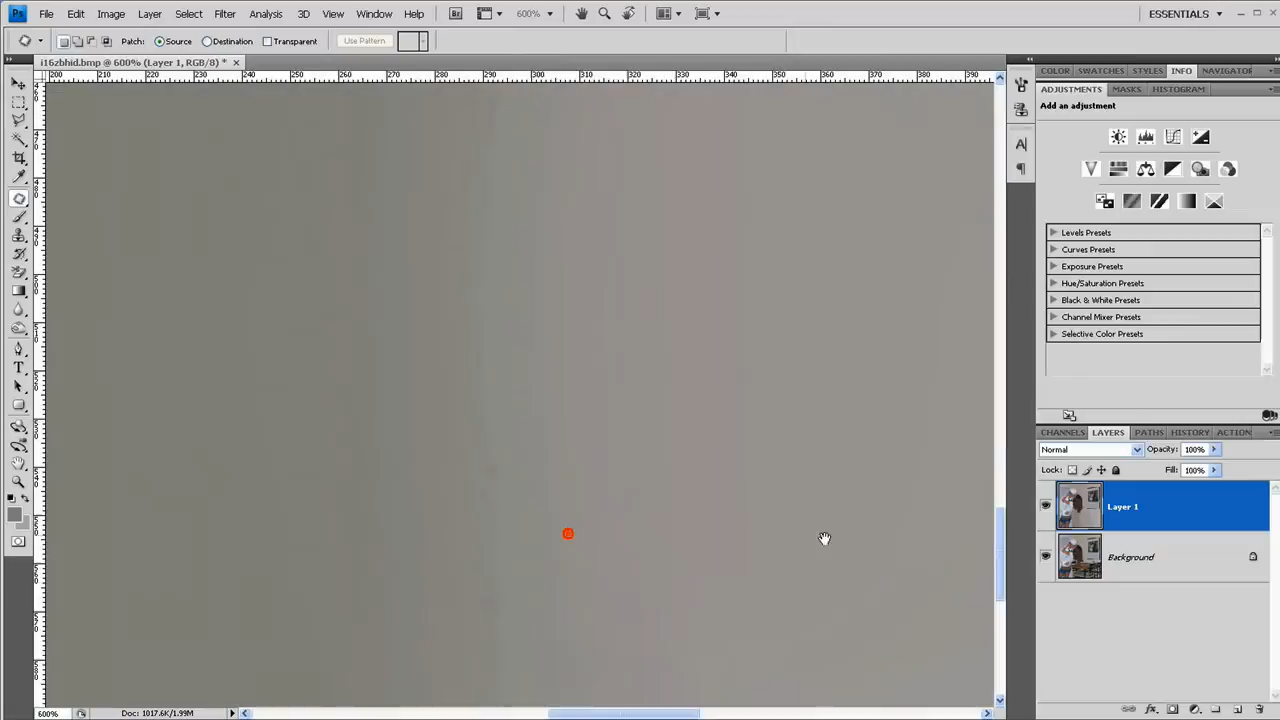 Ps File Edit Image Layer Select Filter Analysis 3D View Window Help Br 600% ESSENTIALS
Patch: Source Destination Transparent Use Pattern
i16zbhid.bmp @ 600% (Layer 1, RGB/8) *
200 210 220 230 240 250 260 270 280 290 300 310 320 330 340 350 360 370 380 390
COLOR SWATCHES STYLES INFO NAVIGATOR
ADJUSTMENTS MASKS HISTOGRAM
Add an adjustment
Levels Presets
Curves Presets
Exposure Presets
Hue/Saturation Presets
Black & White Presets
Channel Mixer Presets
Selective Color Presets
CHANNELS LAYERS PATHS HISTORY ACTION
Normal Opacity: 100%
Lock: Fill: 100%
Layer 1
Background
600% Doc: 1017.6K/1.99M